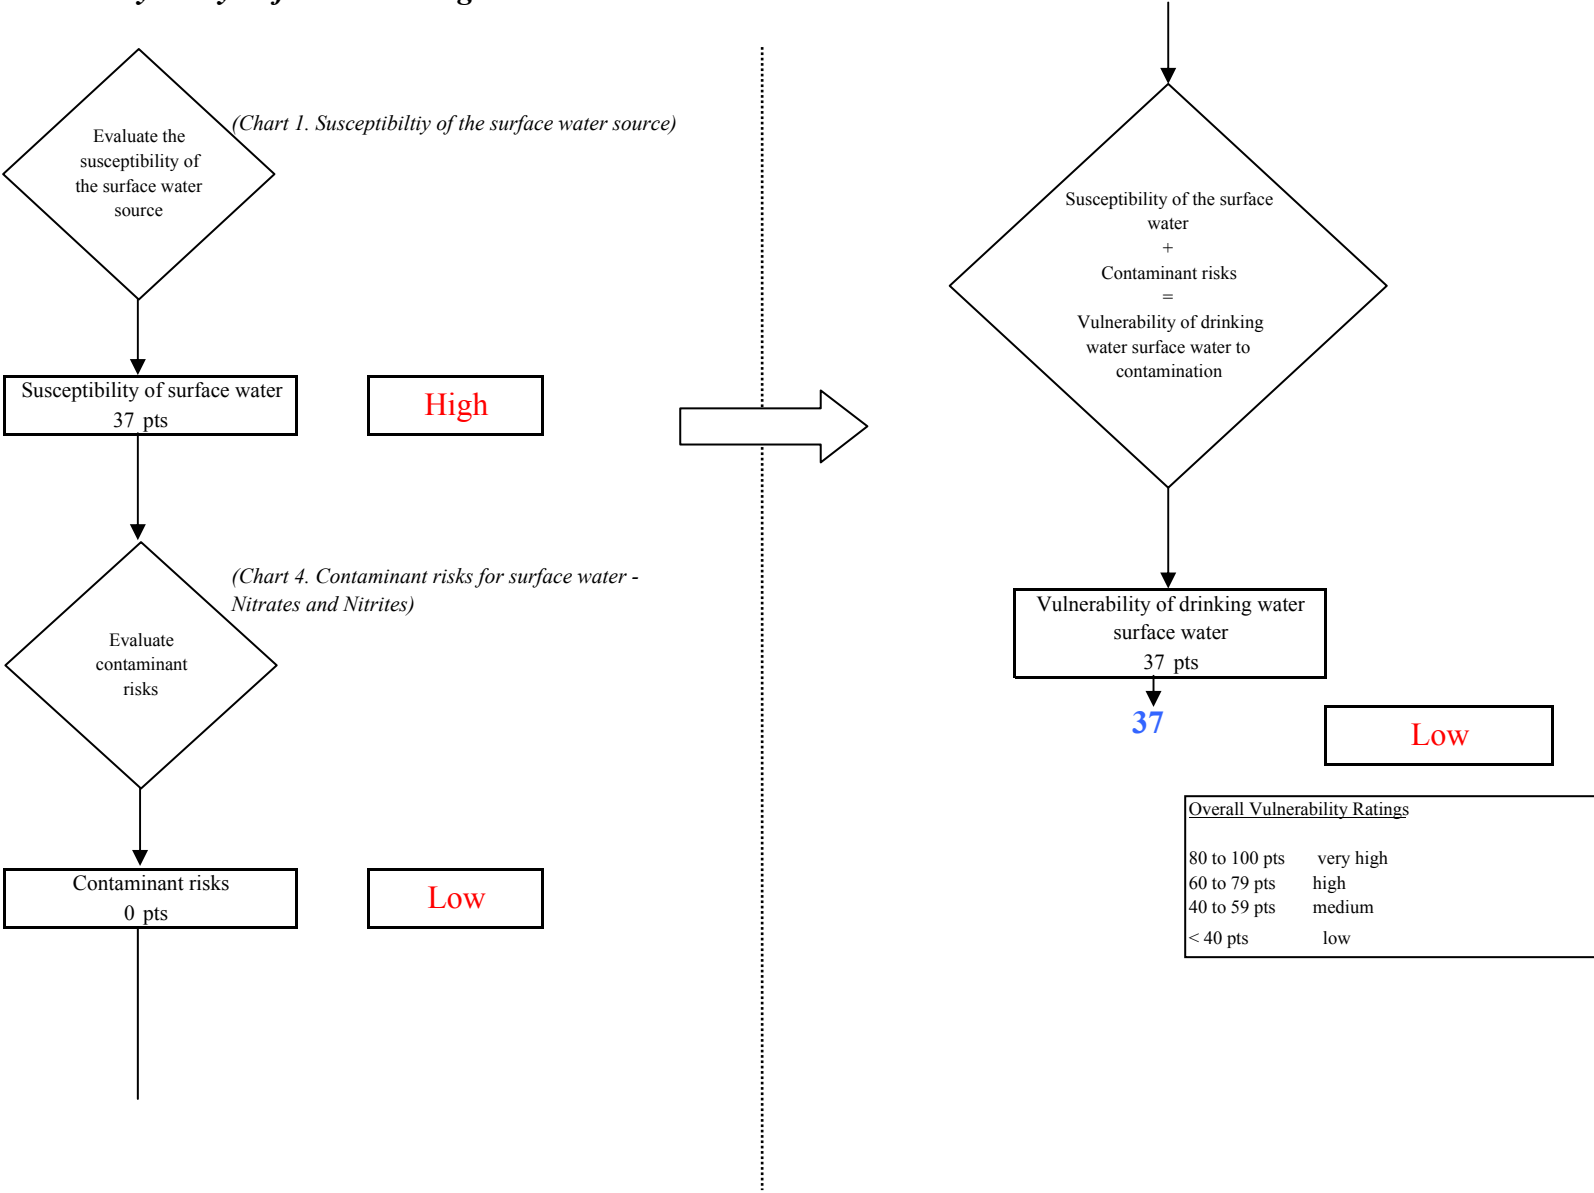 Evaluate the
susceptibility of
the surface water
source
(Chart 1. Susceptibiltiy of the surface water source)
Susceptibility of surface water
37 pts
High
(Chart 4. Contaminant risks for surface water -
Nitrates and Nitrites)
Evaluate
contaminant
risks
Contaminant risks
0 pts
Low
Susceptibility of the surface
water
+
Contaminant risks
=
Vulnerability of drinking
water surface water to
contamination
Vulnerability of drinking water
surface water
37 pts
37
Low
Overall Vulnerability Ratings
80 to 100 pts very high
60 to 79 pts high
40 to 59 pts medium
< 40 pts low